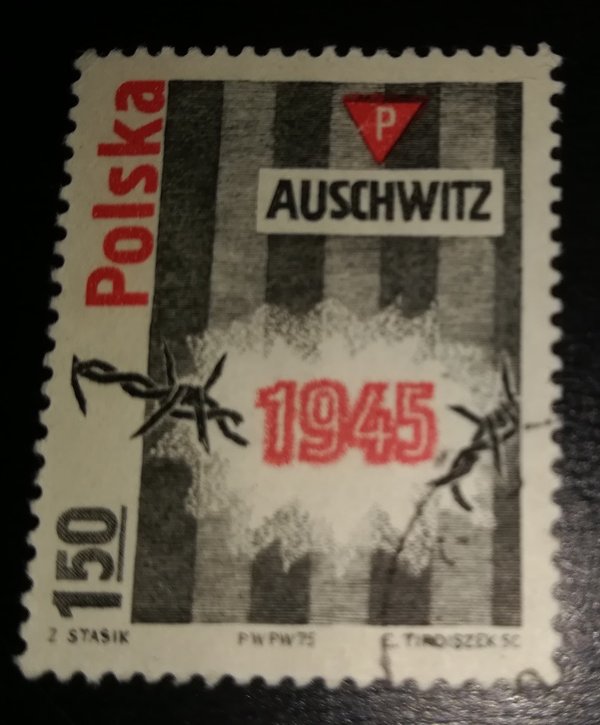 Polska
P
AUSCHWITZ
1945
150
Z STASIK
PWPW 75
C. TIRDISZEK SC